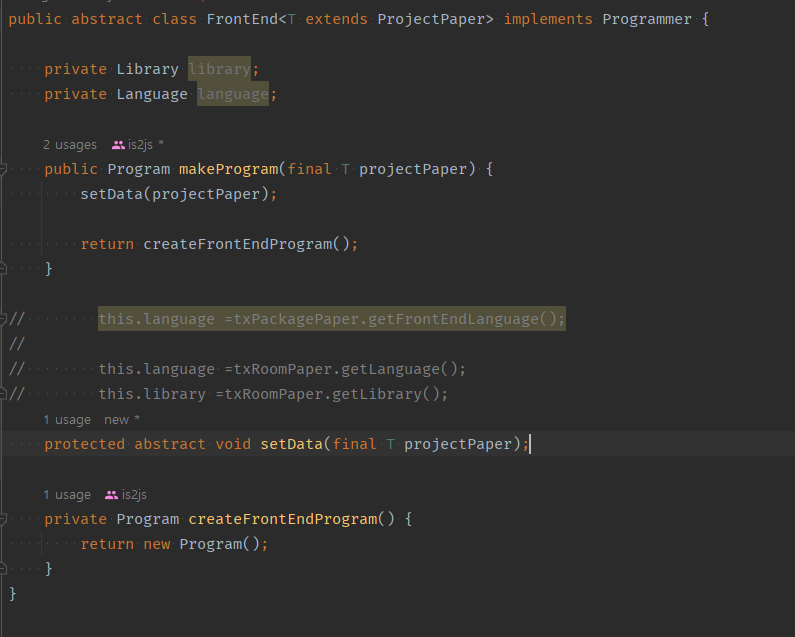 public abstract class FrontEnd<T extends ProjectPaper> implements Programmer {
private Library library;
private Language language;
2 usages is2js *
public Program makeProgram(final T projectPaper) {
setData(projectPaper);
return createFrontEndProgram();
}
// this.language =txPackagePaper.getFrontEndLanguage();
//
// this.language =txRoomPaper.getLanguage();
// this.library =txRoomPaper.getLibrary();
1 usage new *
protected abstract void setData(final T projectPaper);
1 usage is2js
private Program createFrontEndProgram() {
return new Program();
}
}